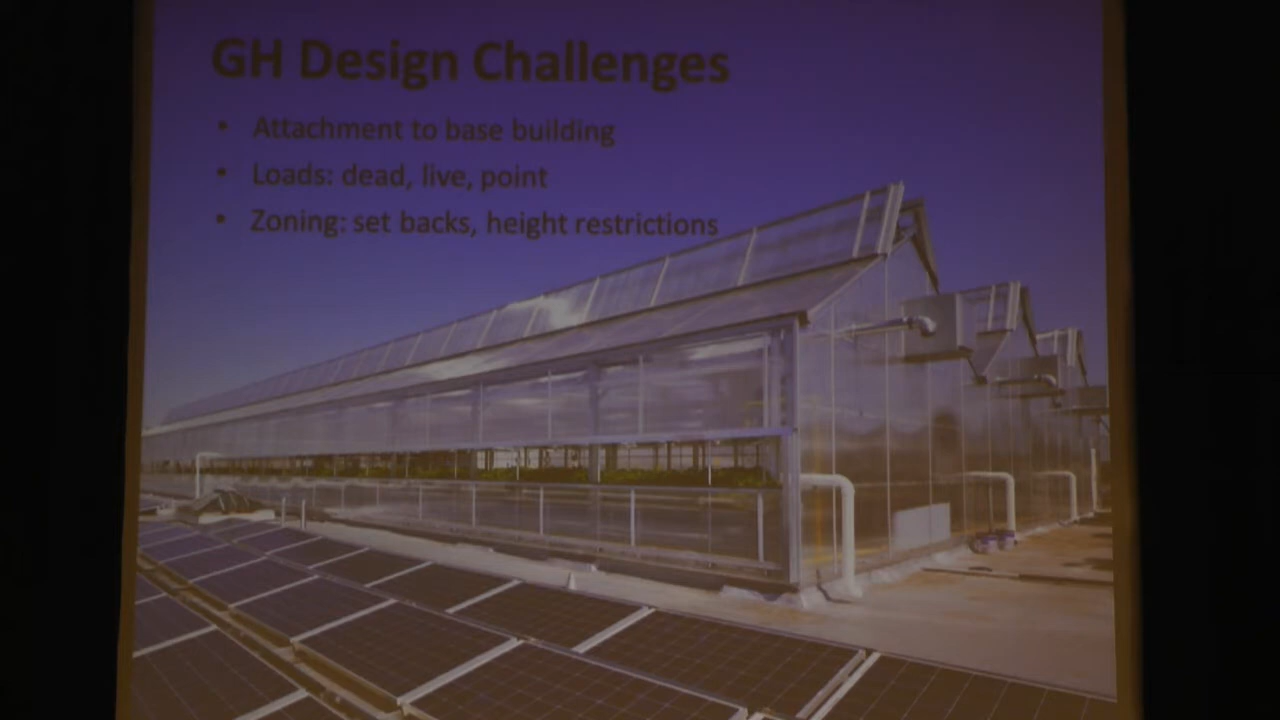 GH Design Challenges
• Attachment to base building
• Loads: dead, live, point
• Zoning: set backs, height restrictions